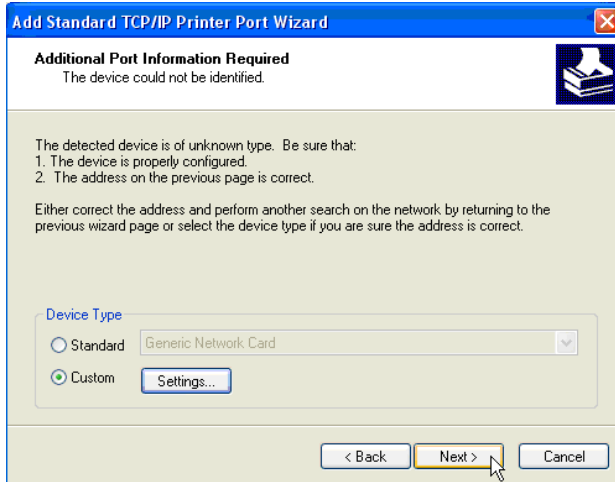 Add Standard TCP/IP Printer Port Wizard
Additional Port Information Required
The device could not be identified.
The detected device is of unknown type.  Be sure that:
1. The device is properly configured.
2.  The address on the previous page is correct.
Either correct the address and perform another search on the network by returning to the
previous wizard page or select the device type if you are sure the address is correct.
Device Type
Standard
Generic Network Card
Custom
Settings...
< Back
Next >
Cancel